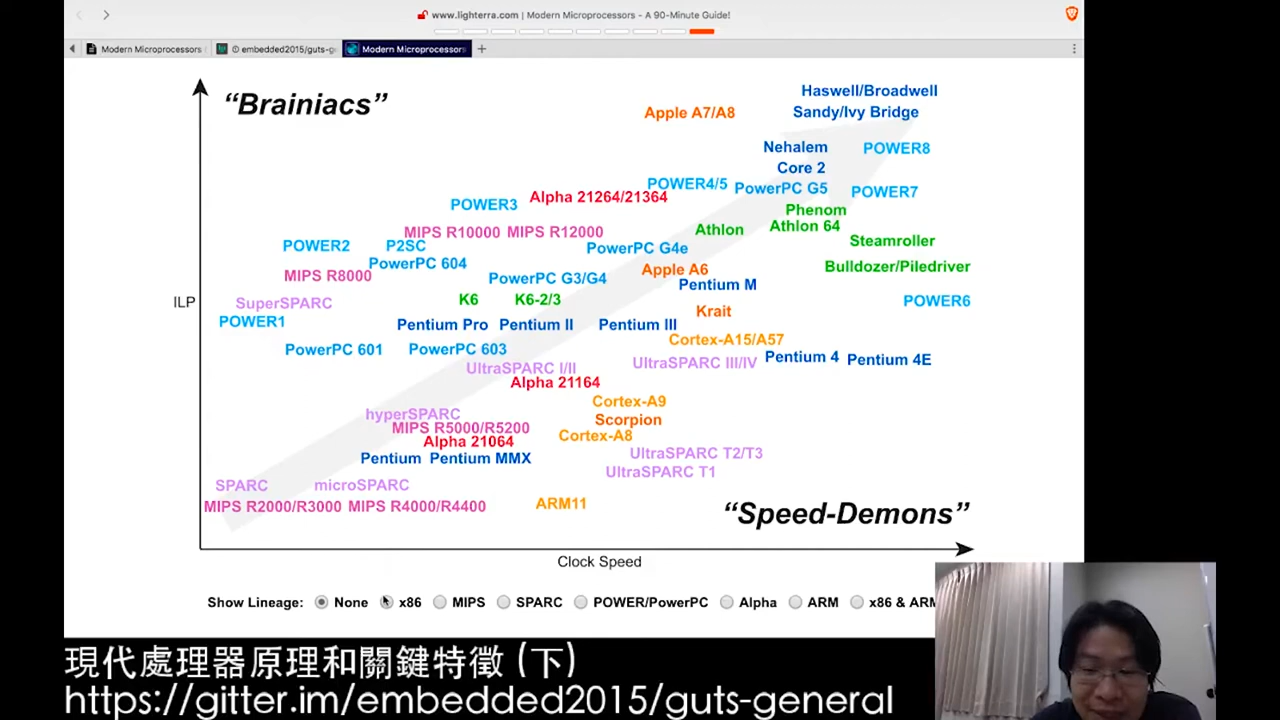 www.lighterra.com | Modern Microprocessors - A 90-Minute Guide!
Modern Microprocessors
embedded2015/guts-g
Modern Microprocessors
"Brainiacs"
Haswell/Broadwell
Apple A7/A8
Sandy/Ivy Bridge
Nehalem
POWER8
Core 2
POWER4/5
PowerPC G5
POWER7
Alpha 21264/21364
POWER3
Phenom
Athlon 64
MIPS R10000
MIPS R12000
Athlon
Steamroller
POWER2
P2SC
PowerPC G4e
PowerPC 604
Apple A6
Bulldozer/Piledriver
MIPS R8000
PowerPC G3/G4
Pentium M
ILP
SuperSPARC
K6
K6-2/3
POWER6
POWER1
Pentium Pro
Pentium II
Pentium III
Krait
Cortex-A15/A57
PowerPC 601
PowerPC 603
UltraSPARC I/II
UltraSPARC III/IV
Pentium 4
Pentium 4E
Alpha 21164
Cortex-A9
hyperSPARC
Scorpion
MIPS R5000/R5200
Cortex-A8
Alpha 21064
Pentium
Pentium MMX
UltraSPARC T2/T3
UltraSPARC T1
SPARC
microSPARC
MIPS R2000/R3000
MIPS R4000/R4400
ARM11
"Speed-Demons"
Clock Speed
Show Lineage: None x86 MIPS SPARC POWER/PowerPC Alpha ARM x86 & ARM
現代處理器原理和關鍵特徵 (下)
https://gitter.im/embedded2015/guts-general